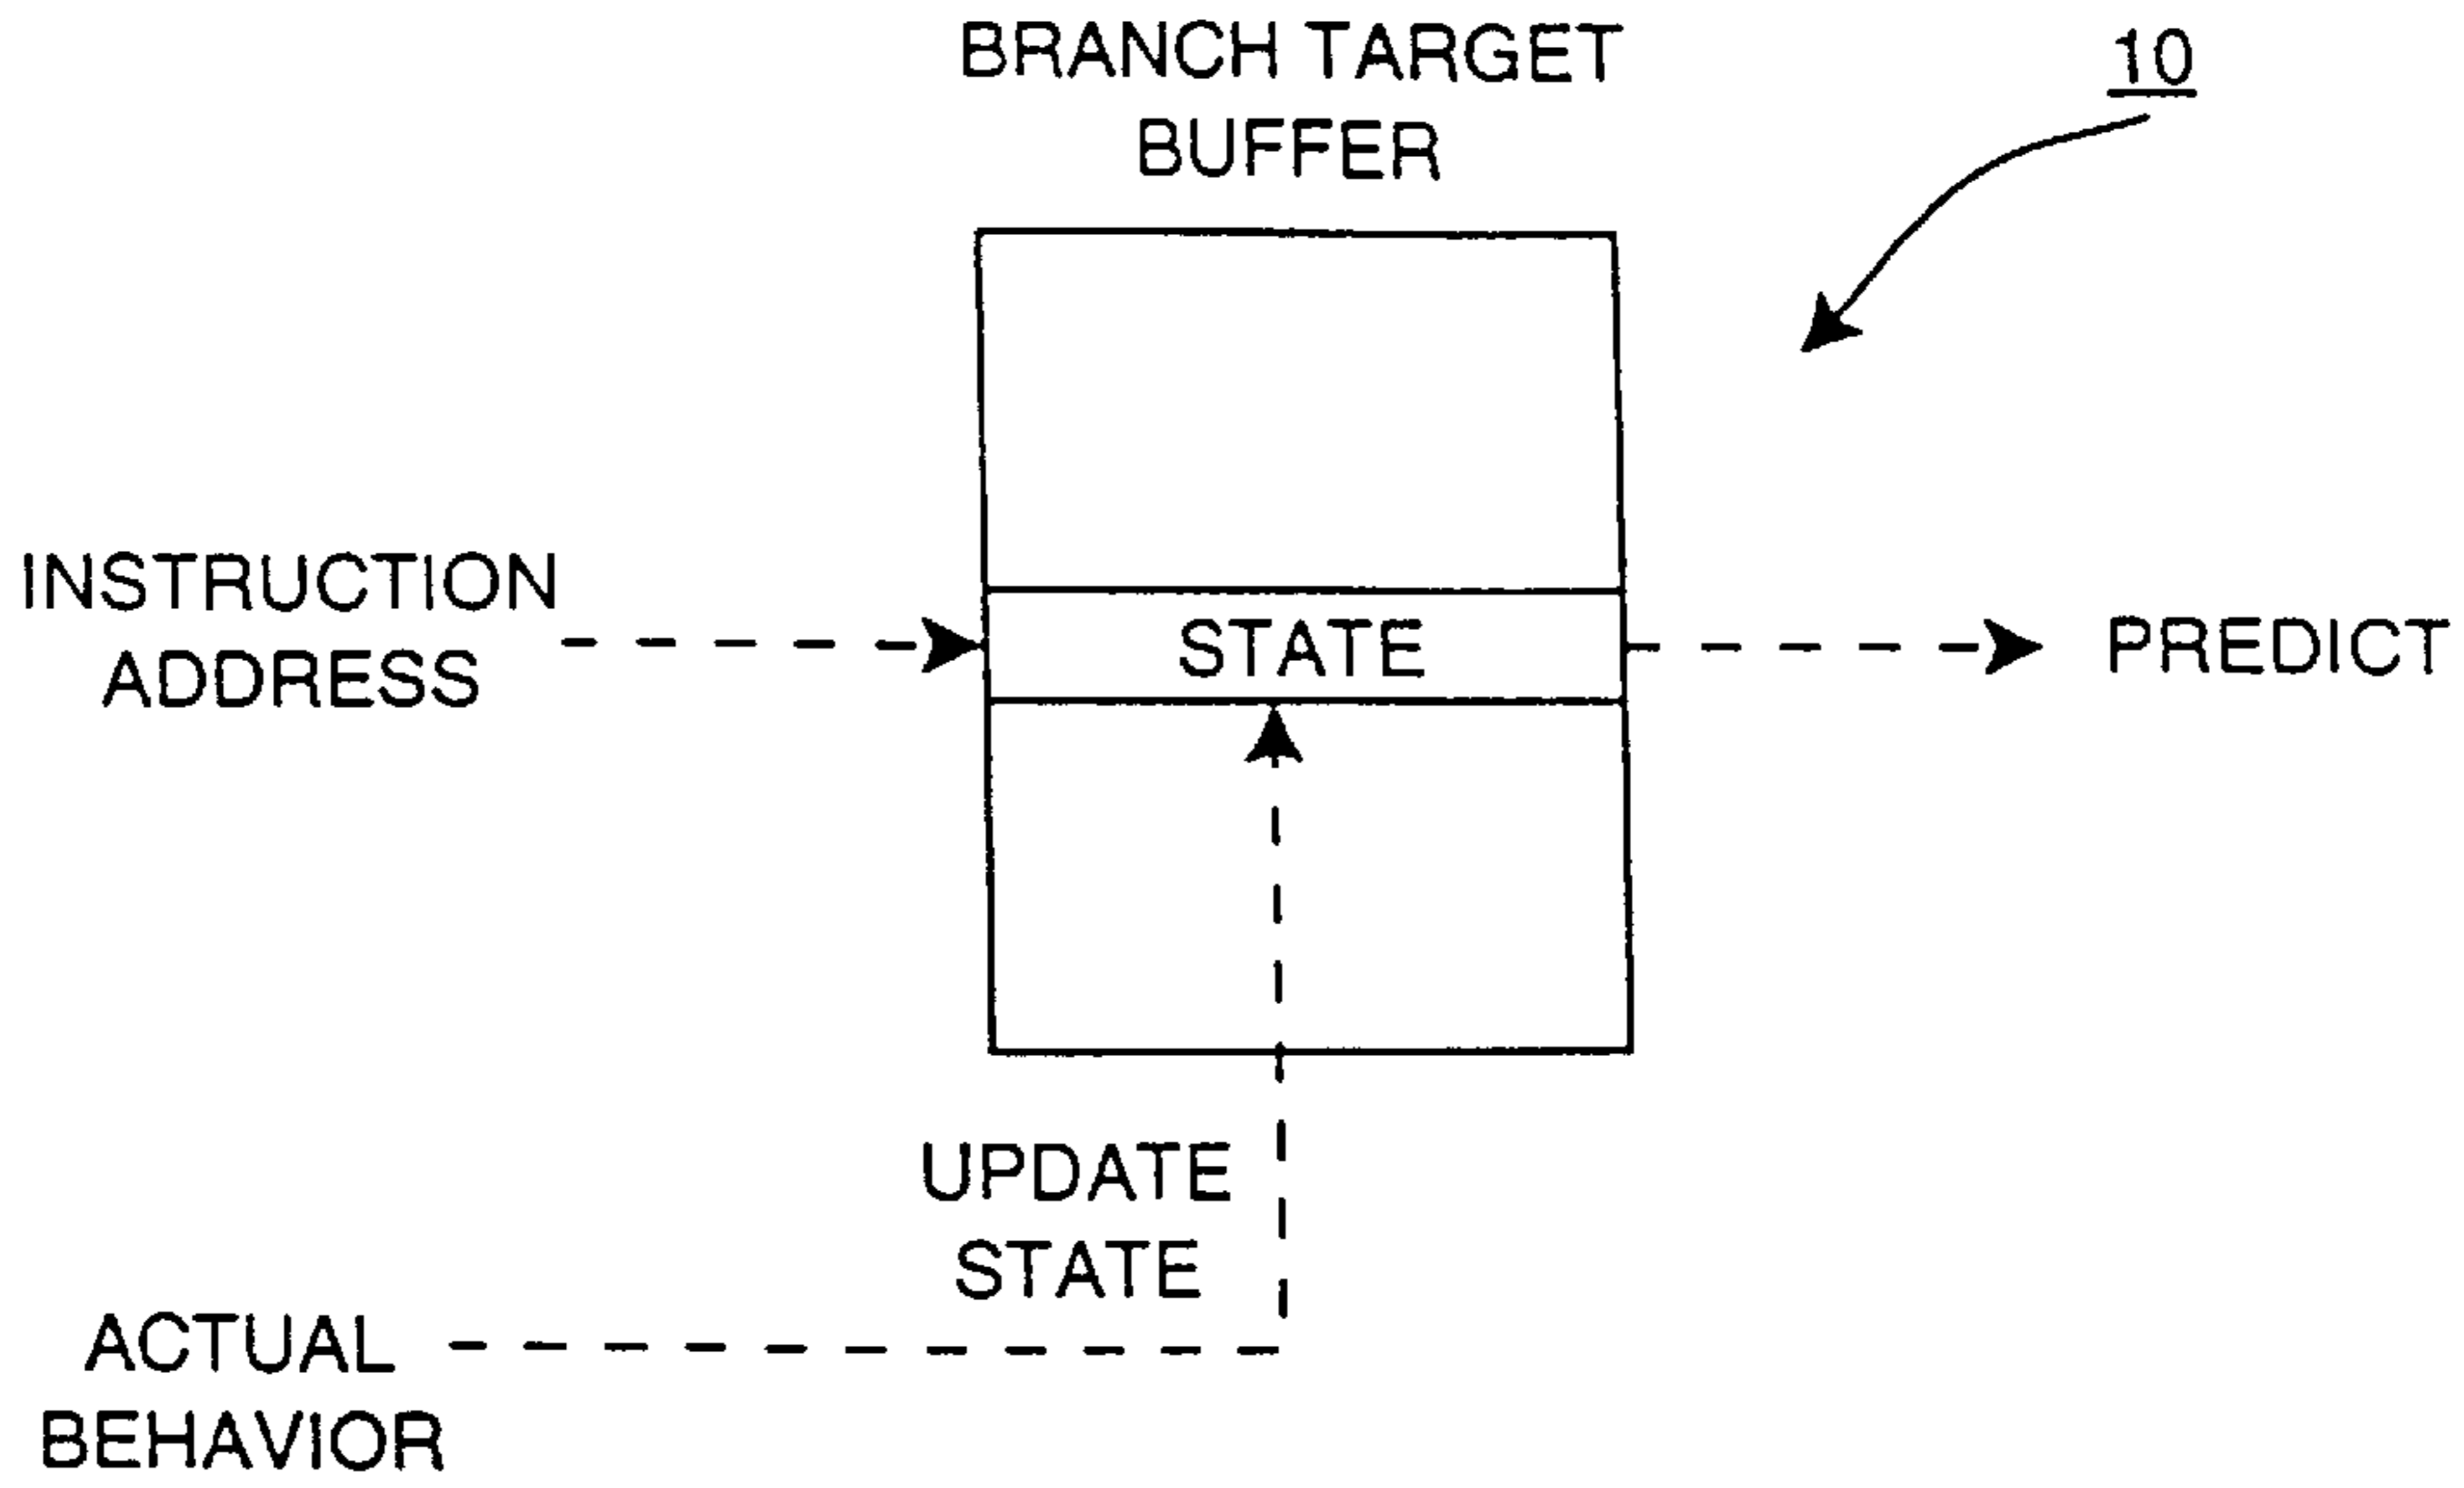 BRANCH TARGET
BUFFER
10
INSTRUCTION
ADDRESS
STATE
PREDICT
UPDATE
STATE
ACTUAL
BEHAVIOR